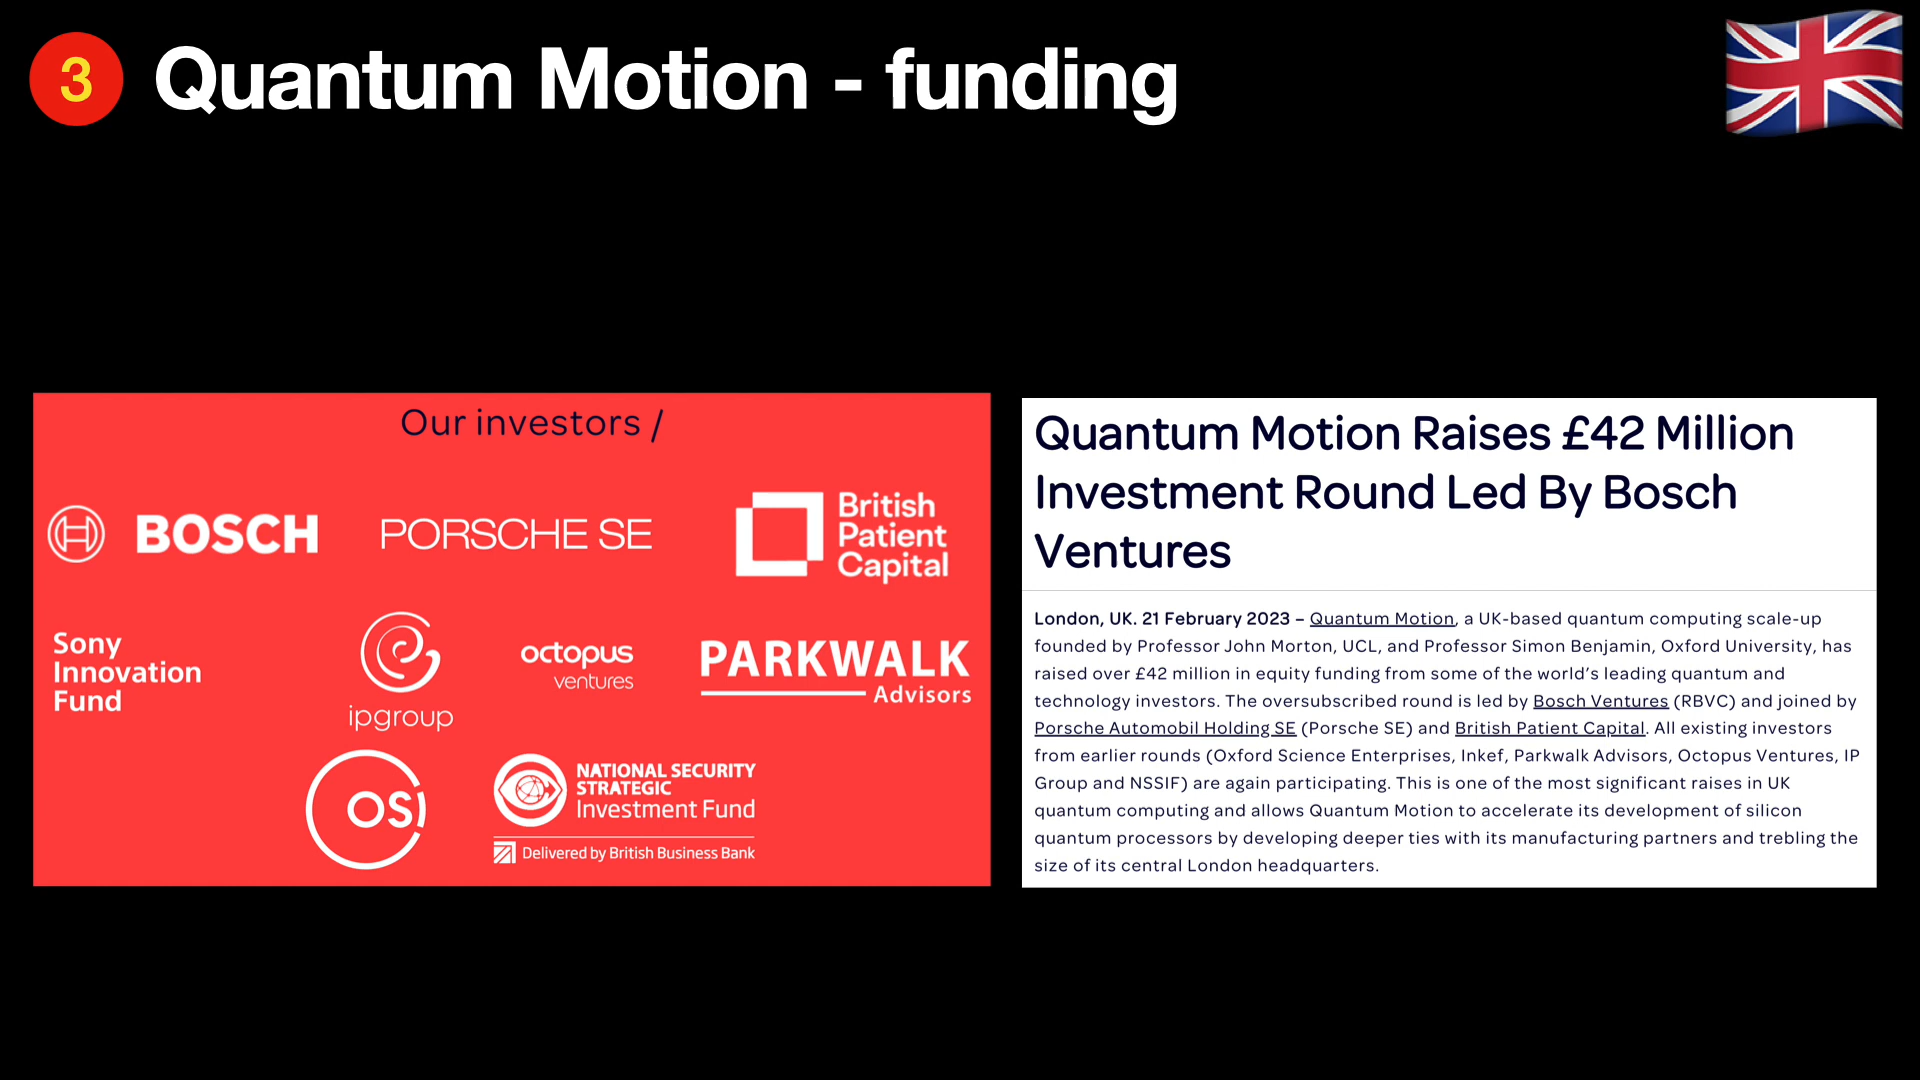 3
Quantum Motion - funding
Our investors /
BOSCH
PORSCHE SE
British
Patient
Capital
Sony
Innovation
Fund
ipgroup
octopus
ventures
PARKWALK
Advisors
OS
NATIONAL SECURITY
STRATEGIC
Investment Fund
Delivered by British Business Bank
Quantum Motion Raises £42 Million
Investment Round Led By Bosch
Ventures
London, UK. 21 February 2023 – Quantum Motion, a UK-based quantum computing scale-up
founded by Professor John Morton, UCL, and Professor Simon Benjamin, Oxford University, has
raised over £42 million in equity funding from some of the world’s leading quantum and
technology investors. The oversubscribed round is led by Bosch Ventures (RBVC) and joined by
Porsche Automobil Holding SE (Porsche SE) and British Patient Capital. All existing investors
from earlier rounds (Oxford Science Enterprises, Inkef, Parkwalk Advisors, Octopus Ventures, IP
Group and NSSIF) are again participating. This is one of the most significant raises in UK
quantum computing and allows Quantum Motion to accelerate its development of silicon
quantum processors by developing deeper ties with its manufacturing partners and trebling the
size of its central London headquarters.